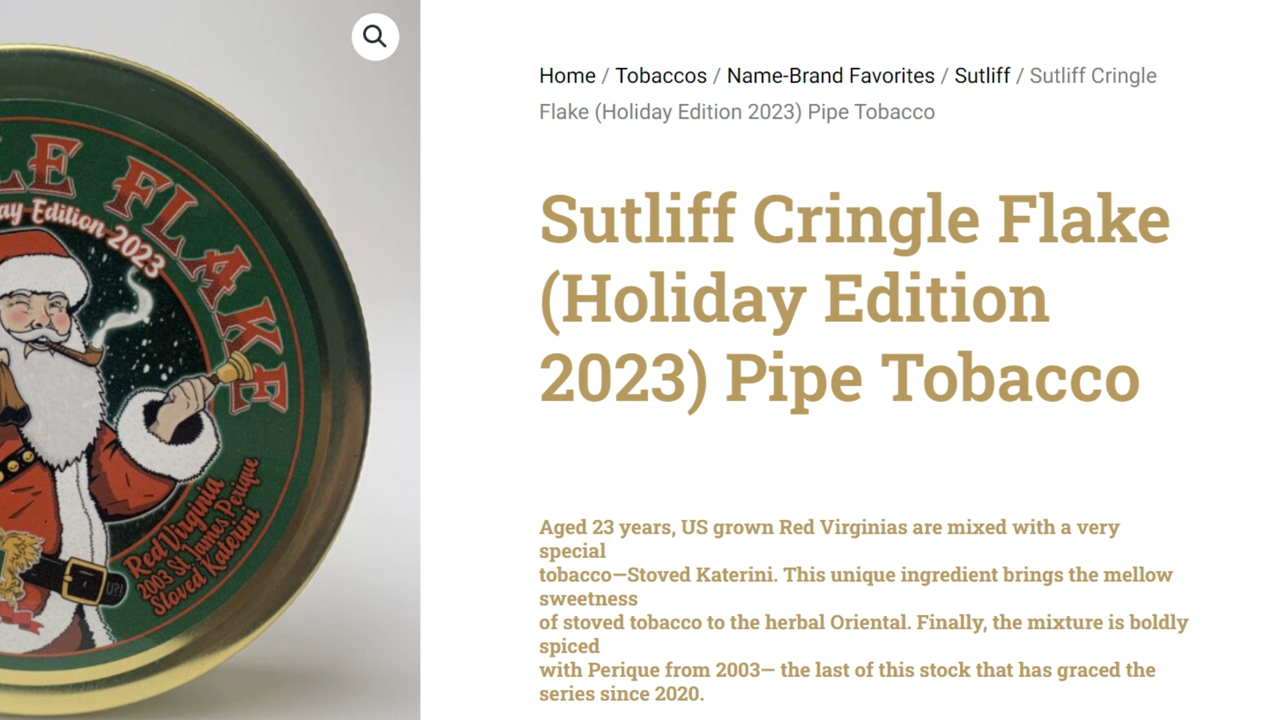 LE FLAKE
ay Edition 2023
Red Virginia
2003 St. James Perique
Stoved Katerini
Home / Tobaccos / Name-Brand Favorites / Sutliff / Sutliff Cringle
Flake (Holiday Edition 2023) Pipe Tobacco
Sutliff Cringle Flake
(Holiday Edition
2023) Pipe Tobacco
Aged 23 years, US grown Red Virginias are mixed with a very
special
tobacco—Stoved Katerini. This unique ingredient brings the mellow
sweetness
of stoved tobacco to the herbal Oriental. Finally, the mixture is boldly
spiced
with Perique from 2003— the last of this stock that has graced the
series since 2020.